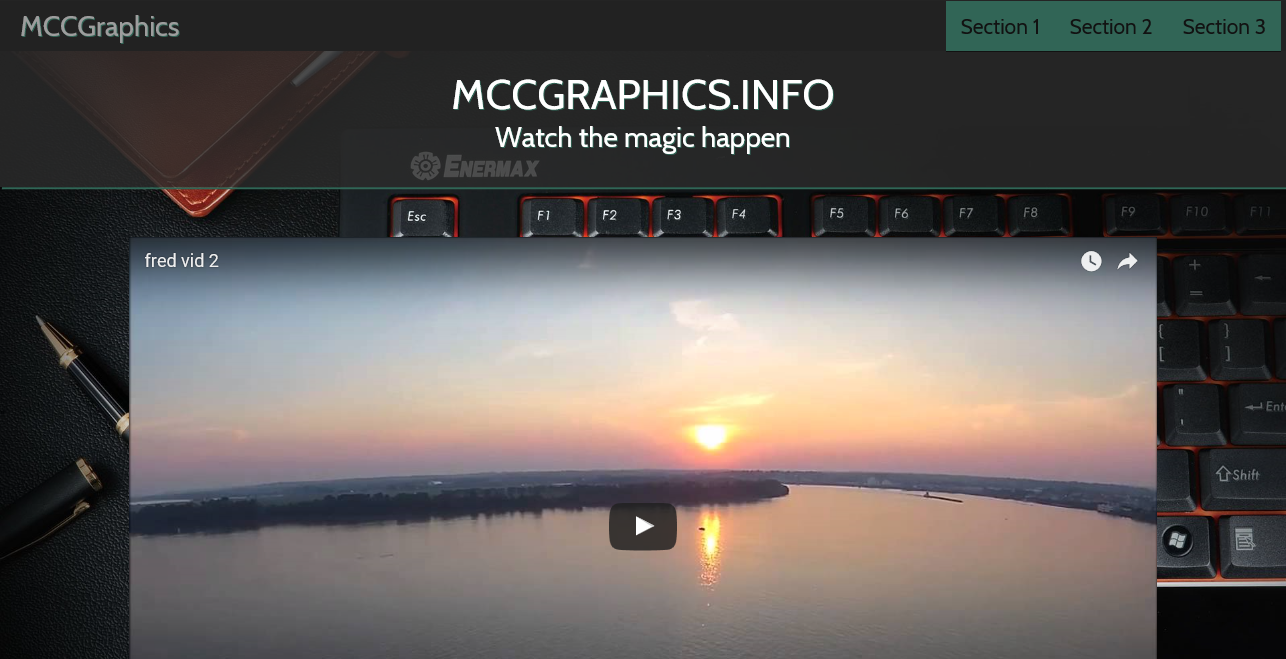 MCCGraphics
Section 1 Section 2 Section 3
MCCGRAPHICS.INFO
Watch the magic happen
ENERMAX
Esc F1 F2 F3 F4 F5 F6 F7 F8 F9 F10 F11
fred vid 2
+
=
{ }
[ ]
"
'
Shift